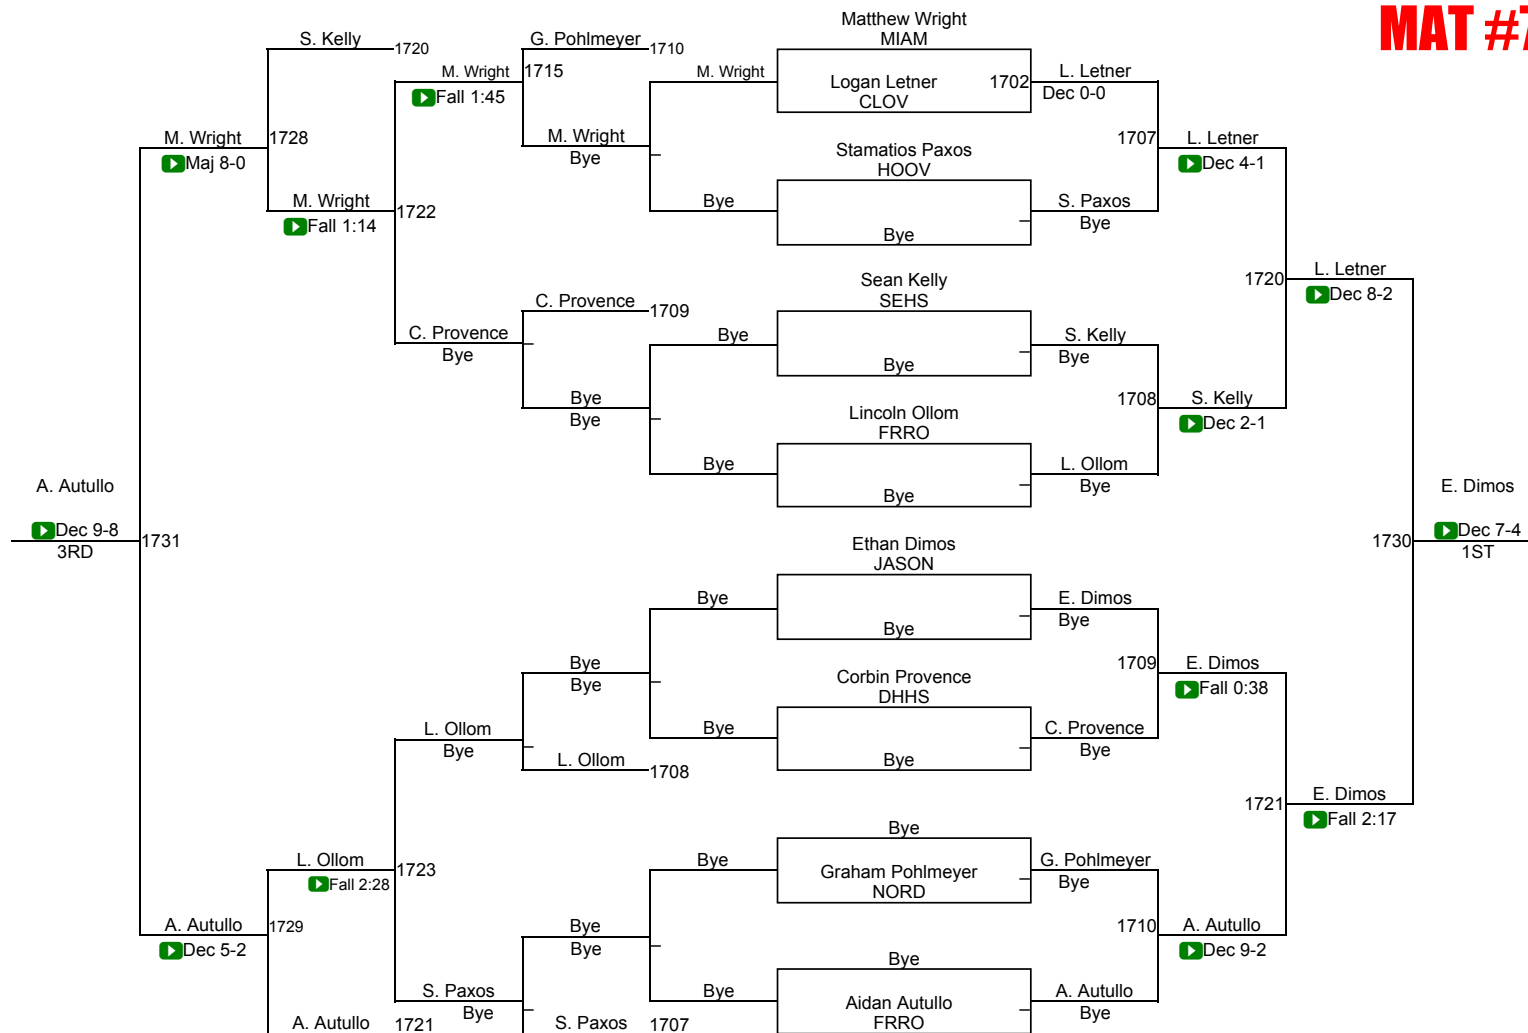 MAT #7
Matthew Wright
MIAM
S. Kelly
1720
G. Pohlmeyer
1710
M. Wright
1715
Fall 1:45
M. Wright
Logan Letner
CLOV
1702
L. Letner
Dec 0-0
M. Wright
Maj 8-0
1728
M. Wright
Bye
Stamatios Paxos
HOOV
1707
L. Letner
Dec 4-1
M. Wright
Fall 1:14
1722
Bye
Bye
S. Paxos
Bye
Sean Kelly
SEHS
1720
L. Letner
Dec 8-2
C. Provence
1709
C. Provence
Bye
Bye
Bye
S. Kelly
Bye
Bye
Bye
Lincoln Ollom
FRRO
1708
S. Kelly
Dec 2-1
Bye
Bye
L. Ollom
Bye
A. Autullo
Dec 9-8
3RD
1731
Ethan Dimos
JASON
1730
E. Dimos
Dec 7-4
1ST
Bye
Bye
E. Dimos
Bye
Bye
Bye
Corbin Provence
DHHS
1709
E. Dimos
Fall 0:38
L. Ollom
Bye
Bye
Bye
C. Provence
Bye
L. Ollom
1708
1721
E. Dimos
Fall 2:17
Bye
L. Ollom
Fall 2:28
1723
Bye
Graham Pohlmeyer
NORD
G. Pohlmeyer
Bye
A. Autullo
Dec 5-2
1729
Bye
Bye
1710
A. Autullo
Dec 9-2
Bye
S. Paxos
Bye
Bye
Aidan Autullo
FRRO
A. Autullo
Bye
A. Autullo
1721
S. Paxos
1707